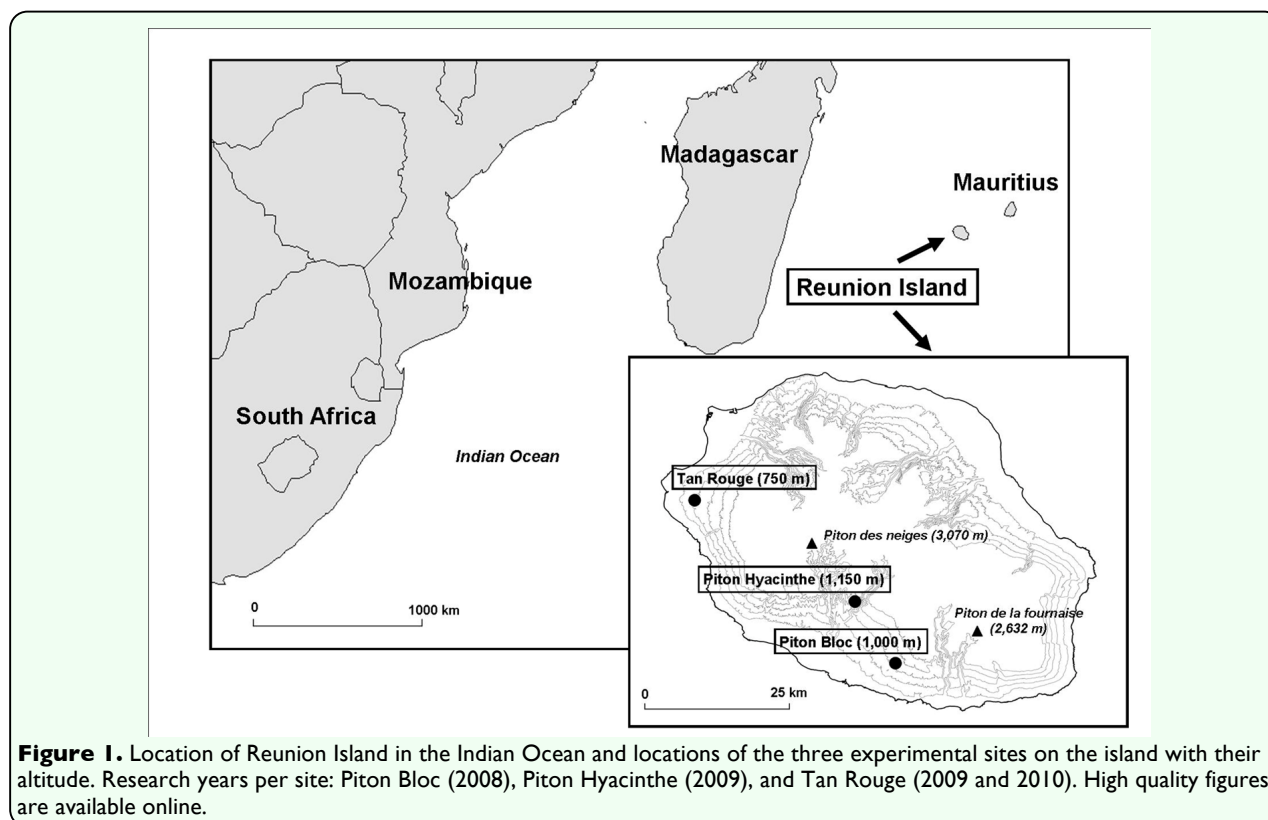 Madagascar
Mauritius
Mozambique
Reunion Island
South Africa
Indian Ocean
0 1000 km
Tan Rouge (750 m)
Piton des neiges (3,070 m)
Piton Hyacinthe (1,150 m)
Piton de la fournaise
(2,632 m)
Piton Bloc (1,000 m)
0 25 km
Figure 1. Location of Reunion Island in the Indian Ocean and locations of the three experimental sites on the island with their
altitude. Research years per site: Piton Bloc (2008), Piton Hyacinthe (2009), and Tan Rouge (2009 and 2010). High quality figures
are available online.